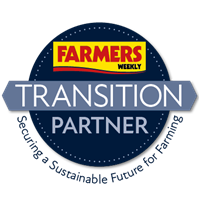 FARMERS
WEEKLY
TRANSITION
PARTNER
Securing a Sustainable Future for Farming